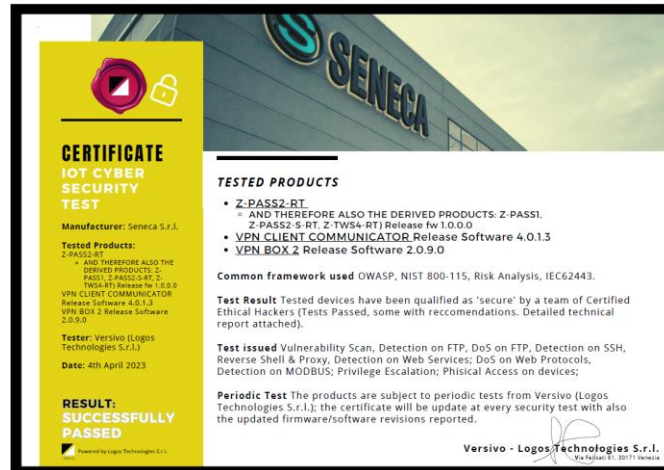 SENECA
CERTIFICATE
IOT CYBER
SECURITY
TEST
Manufacturer: Seneca S.r.l.
Tested Products:
Z-PASS2-RT
AND THEREFORE ALSO THE
DERIVED PRODUCTS: Z-
PASS1, Z-PASS2-S-RT, Z-
TWS4-RT) Release fw 1.0.0.0
VPN CLIENT COMMUNICATOR
Release Software 4.0.1.3
VPN BOX 2 Release Software
2.0.9.0
Tester: Versivo (Logos
Technologies S.r.l.)
Date: 4th April 2023
RESULT:
SUCCESSFULLY
PASSED
Powered by Logos Technologies S.r.l.
TESTED PRODUCTS
Z-PASS2-RT
AND THEREFORE ALSO THE DERIVED PRODUCTS: Z-PASS1,
Z-PASS2-S-RT, Z-TWS4-RT) Release fw 1.0.0.0
VPN CLIENT COMMUNICATOR Release Software 4.0.1.3
VPN BOX 2 Release Software 2.0.9.0
Common framework used OWASP, NIST 800-115, Risk Analysis, IEC62443.
Test Result Tested devices have been qualified as 'secure' by a team of Certified
Ethical Hackers (Tests Passed, some with reccomendations. Detailed technical
report attached).
Test issued Vulnerability Scan, Detection on FTP, DoS on FTP, Detection on SSH,
Reverse Shell & Proxy, Detection on Web Services; DoS on Web Protocols,
Detection on MODBUS; Privilege Escalation; Phisical Access on devices;
Periodic Test The products are subject to periodic tests from Versivo (Logos
Technologies S.r.l.); the certificate will be update at every security test with also
the updated firmware/software revisions reported.
Versivo - Logos Technologies S.r.l.
61, 30171 Venezia